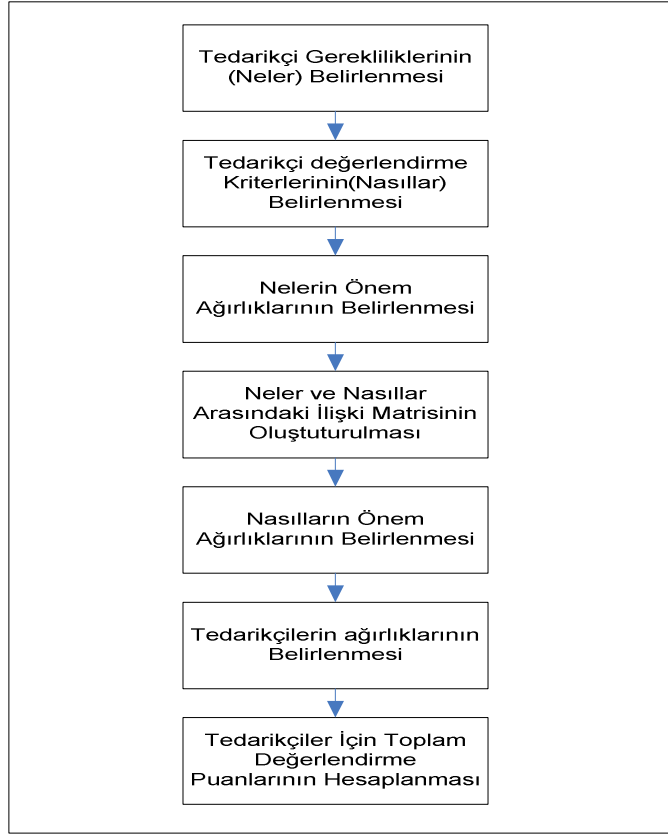 Tedarikçi Gerekliliklerinin
(Neler) Belirlenmesi
Tedarikçi değerlendirme
Kriterlerinin(Nasıllar)
Belirlenmesi
Nelerin Önem
Ağırlıklarının Belirlenmesi
Neler ve Nasıllar
Arasındaki İlişki Matrisinin
Oluştuturulması
Nasılların Önem
Ağırlıklarının Belirlenmesi
Tedarikçilerin ağırlıklarının
Belirlenmesi
Tedarikçiler İçin Toplam
Değerlendirme
Puanlarının Hesaplanması